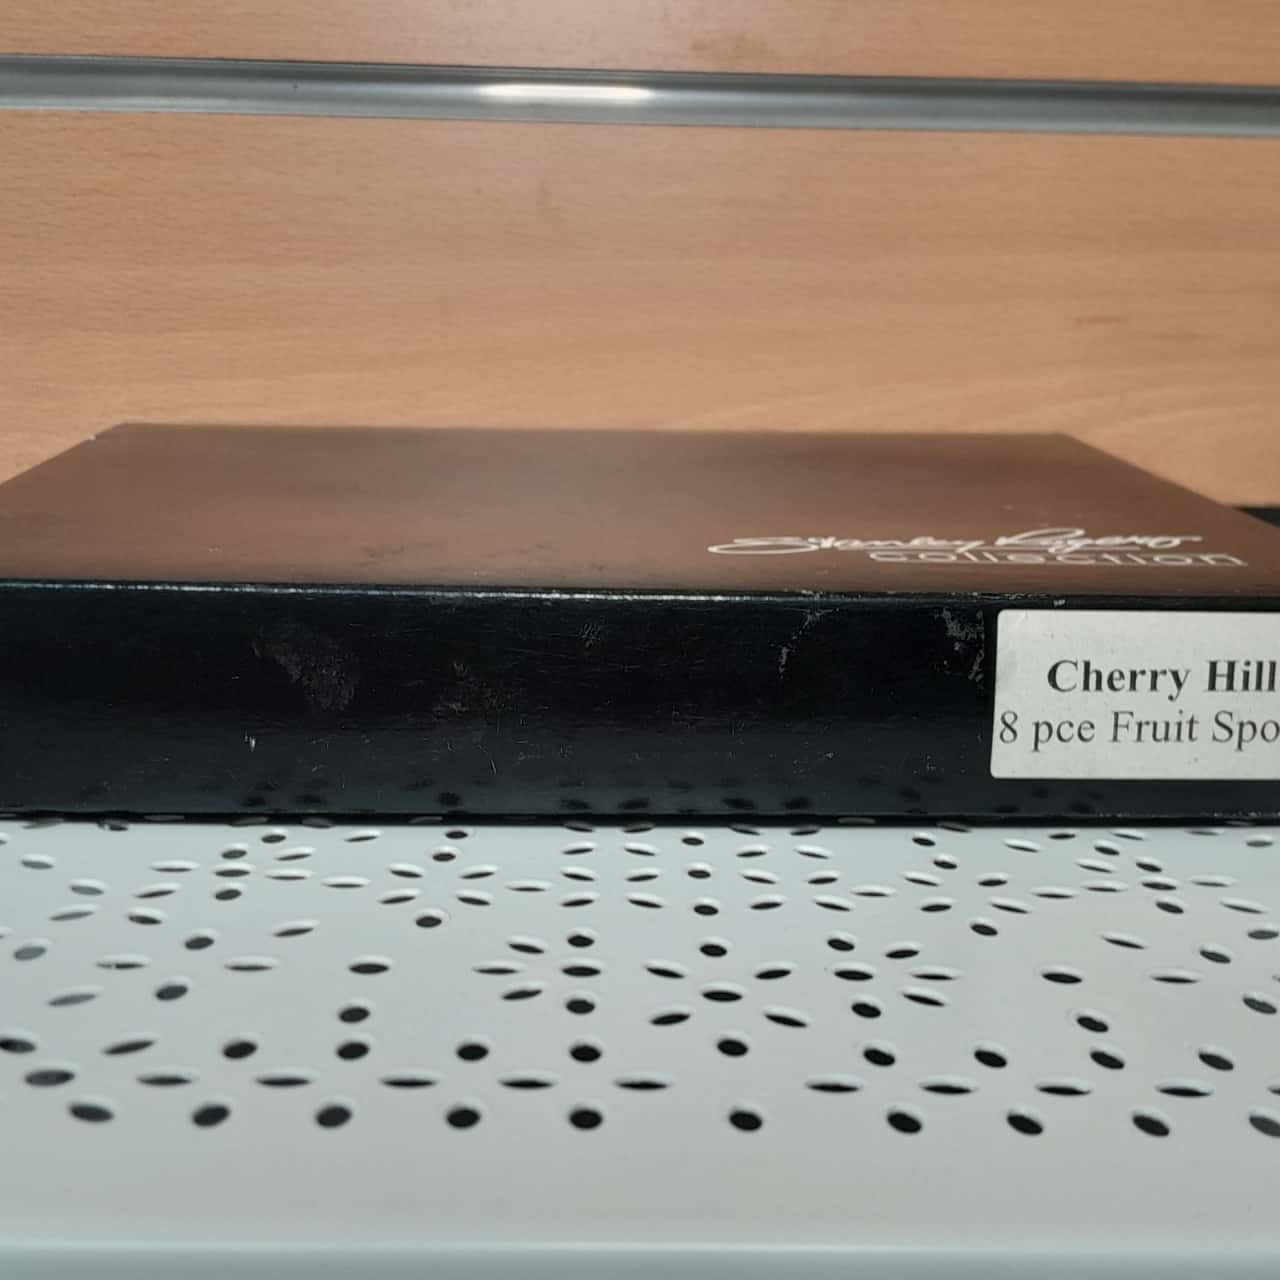 Stanley Rogers
collection
Cherry Hill
8 pce Fruit Spo